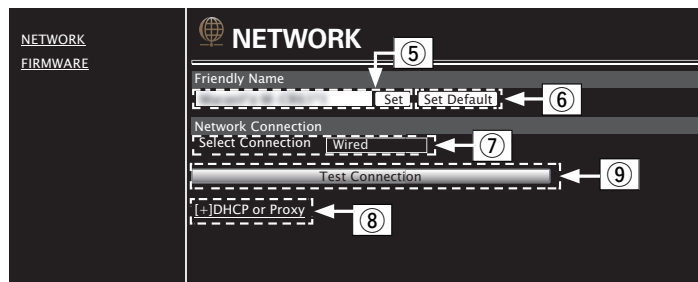 NETWORK
FIRMWARE
NETWORK
⑤
Friendly Name
Set Set Default ⑥
Network Connection
Select Connection Wired ⑦
Test Connection ⑨
[+]DHCP or Proxy ⑧